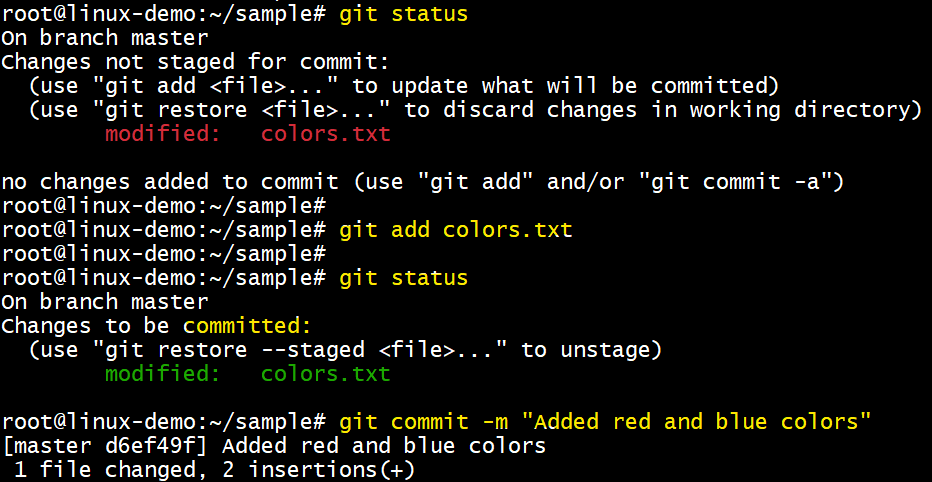 root@linux-demo:~/sample# git status
On branch master
Changes not staged for commit:
  (use "git add <file>..." to update what will be committed)
  (use "git restore <file>..." to discard changes in working directory)
        modified:   colors.txt

no changes added to commit (use "git add" and/or "git commit -a")
root@linux-demo:~/sample#
root@linux-demo:~/sample# git add colors.txt
root@linux-demo:~/sample#
root@linux-demo:~/sample# git status
On branch master
Changes to be committed:
  (use "git restore --staged <file>..." to unstage)
        modified:   colors.txt

root@linux-demo:~/sample# git commit -m "Added red and blue colors"
[master d6ef49f] Added red and blue colors
 1 file changed, 2 insertions(+)